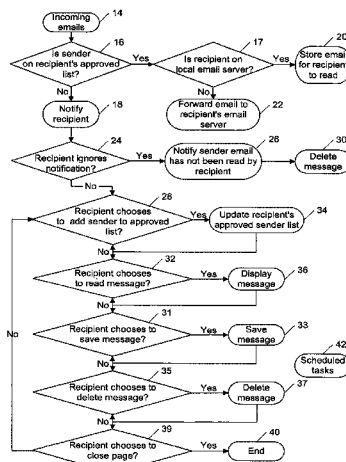 Incoming
emails
14
16
Is sender
on recipient's approved
list?
Yes
17
Is recipient on
local email server?
Yes
20
Store email
for recipient
to read
No
No
Notify
recipient
18
Forward email to
recipient's email
server
22
24
Recipient ignores
notification?
Yes
26
Notify sender email
has not been read by
recipient
30
Delete
message
No
28
Recipient chooses
to add sender to approved
list?
Yes
Update recipient's
approved sender list
34
No
32
Recipient chooses
to read message?
Yes
Display
message
36
No
31
Recipient chooses to
save message?
Yes
Save
message
33
No
No
35
Recipient chooses to
delete message?
Yes
Delete
message
37
42
Scheduled
tasks
No
39
Recipient chooses to
close page?
Yes
End
40